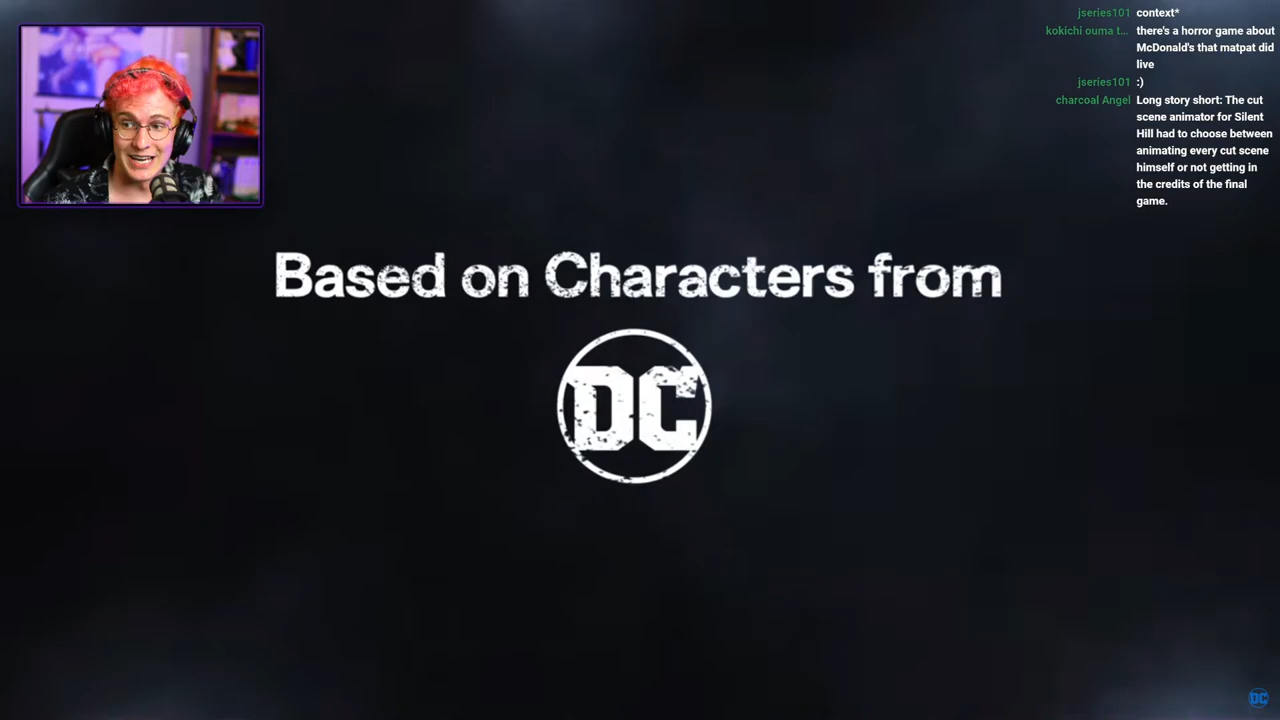 jseries101 context*
kokichi ouma t... there's a horror game about
McDonald's that matpat did
live
jseries101 :)
charcoal Angel Long story short: The cut
scene animator for Silent
Hill had to choose between
animating every cut scene
himself or not getting in
the credits of the final
game.
Based on Characters from
DC
DC